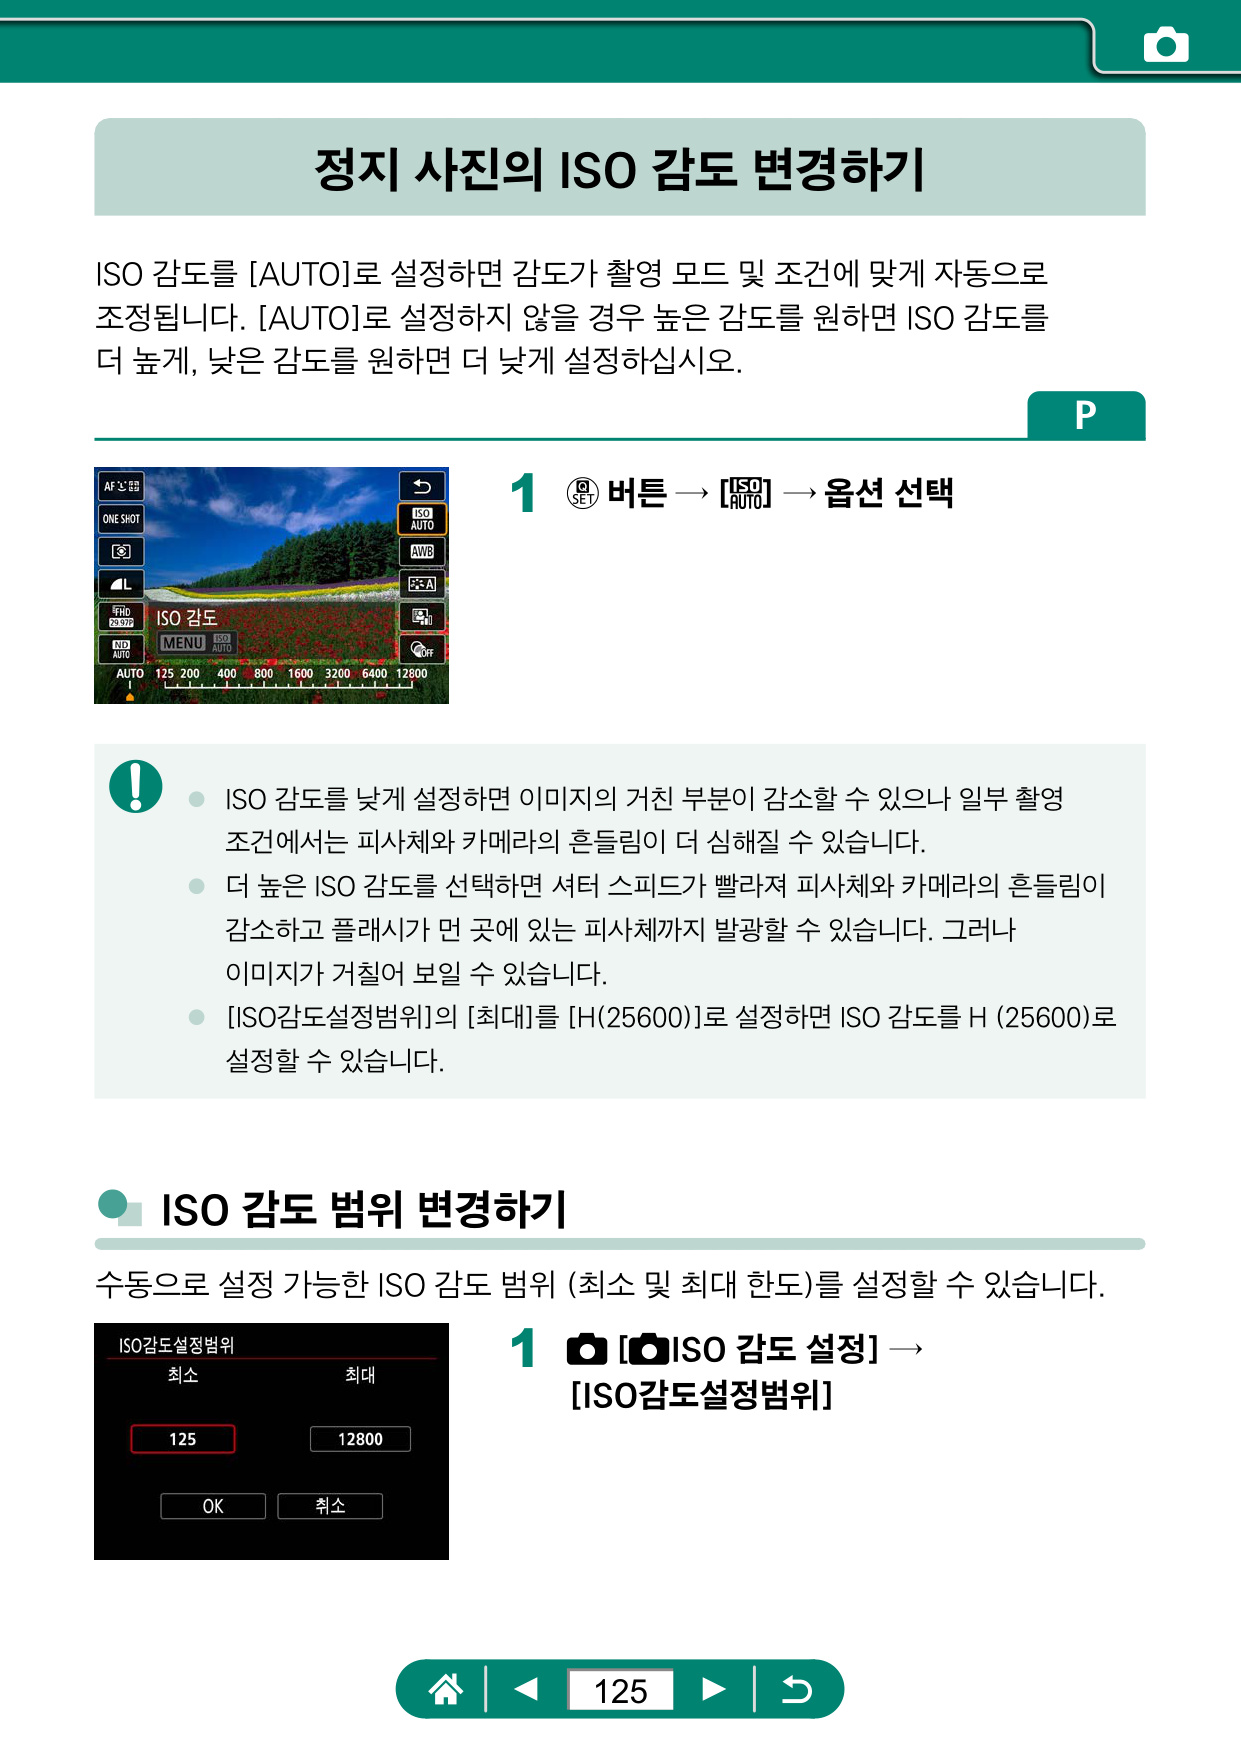 정지 사진의 ISO 감도 변경하기
ISO 감도를 [AUTO]로 설정하면 감도가 촬영 모드 및 조건에 맞게 자동으로
조정됩니다. [AUTO]로 설정하지 않을 경우 높은 감도를 원하면 ISO 감도를
더 높게, 낮은 감도를 원하면 더 낮게 설정하십시오.
P
AF
ONE SHOT
ISO AUTO
AWB
L
A
FHD 29.97P
ISO 감도
ND AUTO
MENU ISO AUTO
OFF
AUTO 125 200 400 800 1600 3200 6400 12800
1 Q SET 버튼 → [ISO AUTO] → 옵션 선택
● ISO 감도를 낮게 설정하면 이미지의 거친 부분이 감소할 수 있으나 일부 촬영
조건에서는 피사체와 카메라의 흔들림이 더 심해질 수 있습니다.
● 더 높은 ISO 감도를 선택하면 셔터 스피드가 빨라져 피사체와 카메라의 흔들림이
감소하고 플래시가 먼 곳에 있는 피사체까지 발광할 수 있습니다. 그러나
이미지가 거칠어 보일 수 있습니다.
● [ISO감도설정범위]의 [최대]를 [H(25600)]로 설정하면 ISO 감도를 H (25600)로
설정할 수 있습니다.
ISO 감도 범위 변경하기
수동으로 설정 가능한 ISO 감도 범위 (최소 및 최대 한도)를 설정할 수 있습니다.
ISO감도설정범위
최소 최대
125 12800
OK 취소
1 [ISO 감도 설정] →
[ISO감도설정범위]
125